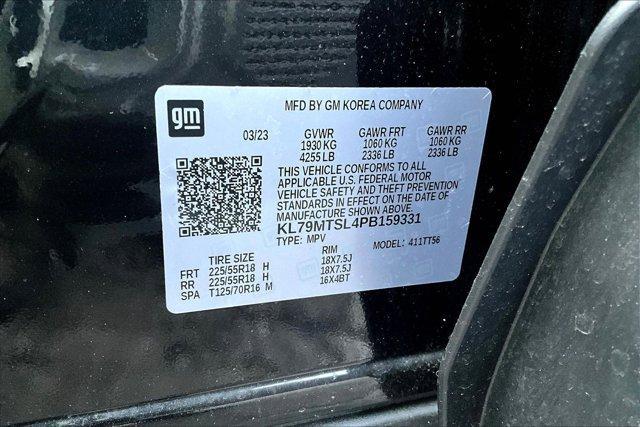 MFD BY GM KOREA COMPANY
gm
03/23 GVWR GAWR FRT GAWR RR
1930 KG 1060 KG 1060 KG
4255 LB 2336 LB 2336 LB
THIS VEHICLE CONFORMS TO ALL
APPLICABLE U.S. FEDERAL MOTOR
VEHICLE SAFETY AND THEFT PREVENTION
STANDARDS IN EFFECT ON THE DATE OF
MANUFACTURE SHOWN ABOVE.
KL79MTSL4PB159331
TYPE: MPV MODEL: 411TT56
TIRE SIZE RIM
FRT 225/55R18 H 18X7.5J
RR 225/55R18 H 18X7.5J
SPA T125/70R16 M 16X4BT